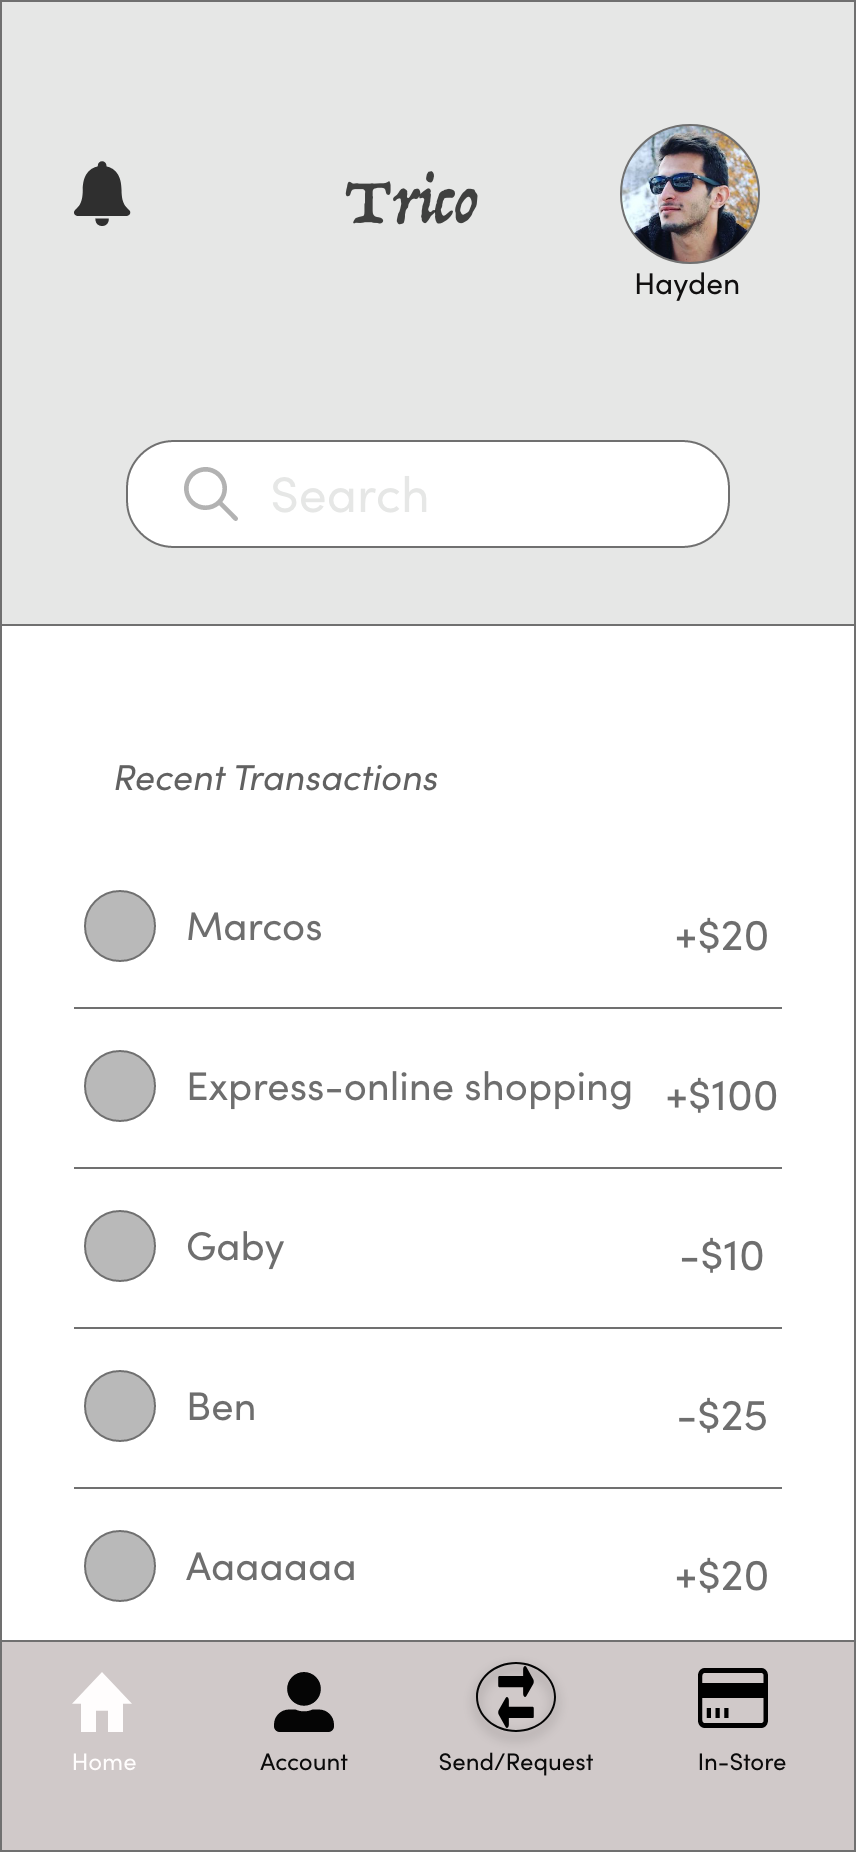 Trico
Hayden
Search
Recent Transactions
Marcos +$20
Express-online shopping +$100
Gaby -$10
Ben -$25
Aaaaaaa +$20
Home Account Send/Request In-Store